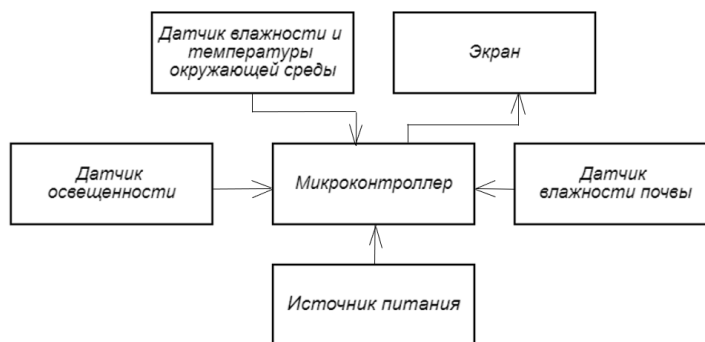 Датчик влажности и
температуры
окружающей среды
Экран
Датчик
освещенности
Микроконтроллер
Датчик
влажности почвы
Источник питания